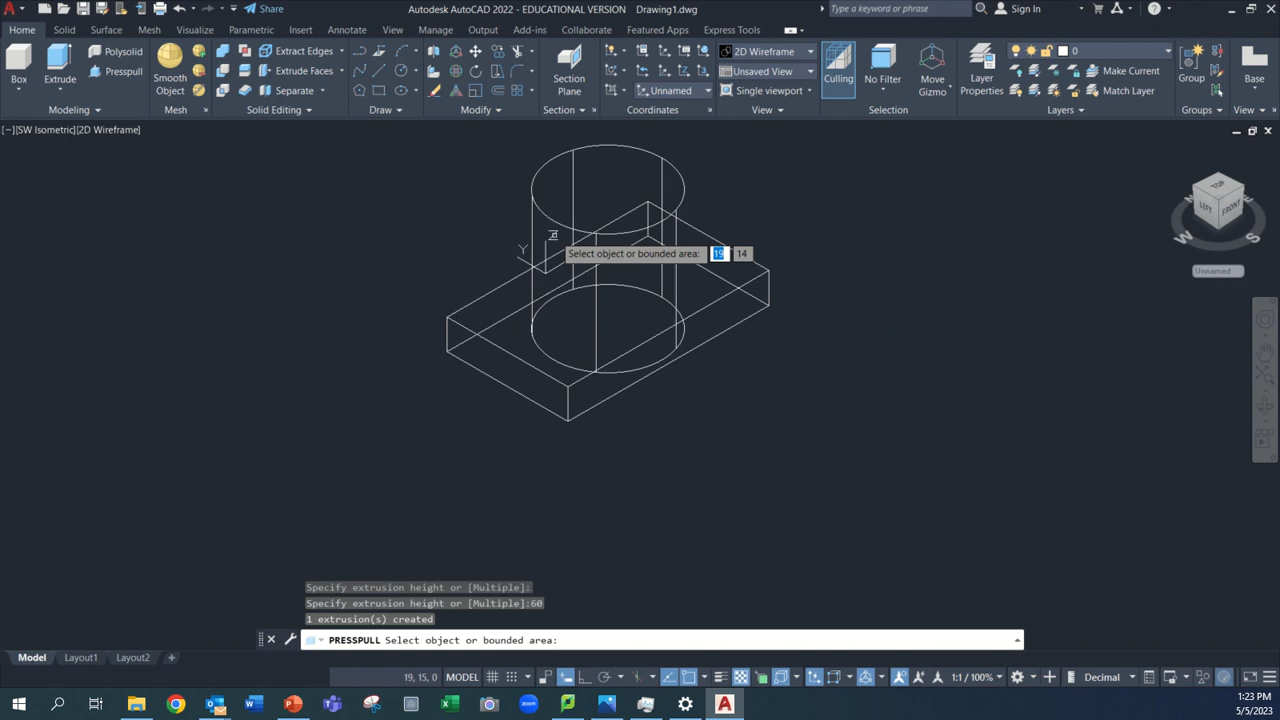 Share
Autodesk AutoCAD 2022 - EDUCATIONAL VERSION Drawing1.dwg
Type a keyword or phrase
Sign In
Home Solid Surface Mesh Visualize Parametric Insert Annotate View Manage Output Add-ins Collaborate Featured Apps Express Tools
Box
Extrude
Polysolid
Presspull
Modeling
Smooth Object
Mesh
Extract Edges
Extrude Faces
Separate
Solid Editing
Draw
Modify
Section Plane
Section
Unnamed
Coordinates
2D Wireframe
Unsaved View
Single viewport
View
Culling
No Filter
Move Gizmo
Selection
Layer Properties
0
Make Current
Match Layer
Layers
Group
Groups
Base
View
[−][SW Isometric][2D Wireframe]
TOP
LEFT
FRONT
W
S
Unnamed
Y
Select object or bounded area: 19 14
Specify extrusion height or [Multiple]:
Specify extrusion height or [Multiple]:60
1 extrusion(s) created
PRESSPULL Select object or bounded area:
Model Layout1 Layout2 +
19, 15, 0 MODEL 1:1 / 100% Decimal
1:23 PM
5/5/2023